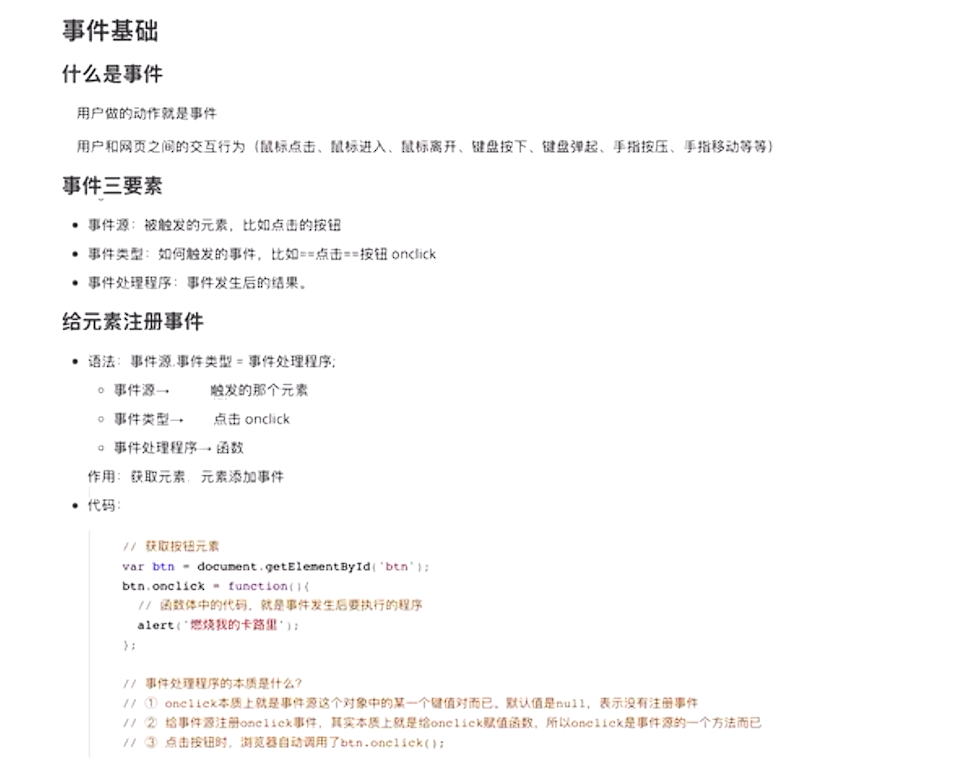 事件基础
什么是事件
用户做的动作就是事件
用户和网页之间的交互行为（鼠标点击、鼠标进入、鼠标离开、键盘按下、键盘弹起、手指按压、手指移动等等）
事件三要素
• 事件源：被触发的元素，比如点击的按钮
• 事件类型：如何触发的事件，比如==点击==按钮 onclick
• 事件处理程序：事件发生后的结果。
给元素注册事件
• 语法：事件源.事件类型 = 事件处理程序;
○ 事件源→ 触发的那个元素
○ 事件类型→ 点击 onclick
○ 事件处理程序→ 函数
作用：获取元素. 元素添加事件
• 代码：
// 获取按钮元素
var btn = document.getElementById('btn');
btn.onclick = function(){
// 函数体中的代码，就是事件发生后要执行的程序
alert('燃烧我的卡路里');
};
// 事件处理程序的本质是什么？
// ① onclick本质上就是事件源这个对象中的某一个键值对而已。默认值是null，表示没有注册事件
// ② 给事件源注册onclick事件，其实本质上就是给onclick赋值函数，所以onclick是事件源的一个方法而已
// ③ 点击按钮时，浏览器自动调用了btn.onclick();